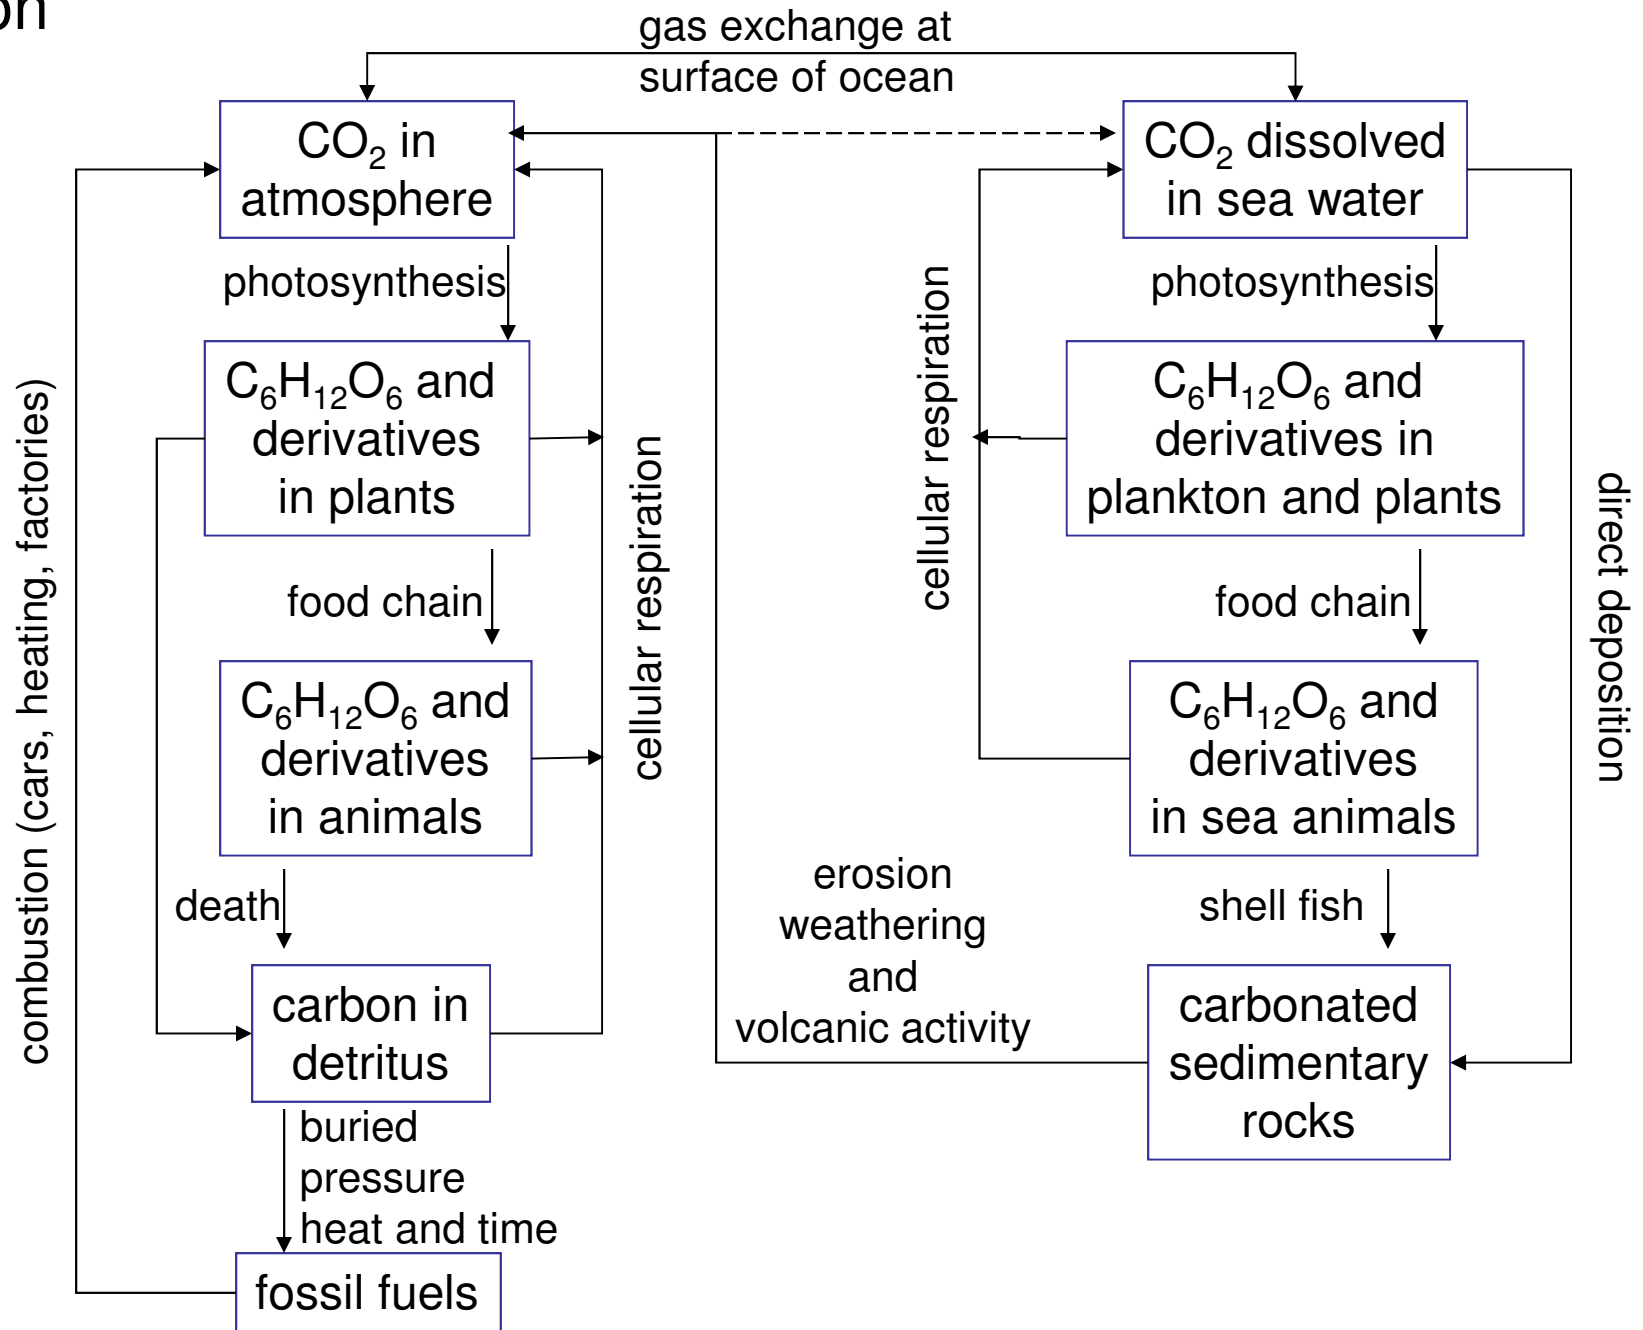 on
gas exchange at
surface of ocean
CO₂ in
atmosphere
CO₂ dissolved
in sea water
photosynthesis
photosynthesis
C₆H₁₂O₆ and
derivatives
in plants
C₆H₁₂O₆ and
derivatives in
plankton and plants
combustion (cars, heating, factories)
cellular respiration
cellular respiration
direct deposition
food chain
food chain
C₆H₁₂O₆ and
derivatives
in animals
C₆H₁₂O₆ and
derivatives
in sea animals
death
erosion
weathering
and
volcanic activity
shell fish
carbon in
detritus
carbonated
sedimentary
rocks
buried
pressure
heat and time
fossil fuels